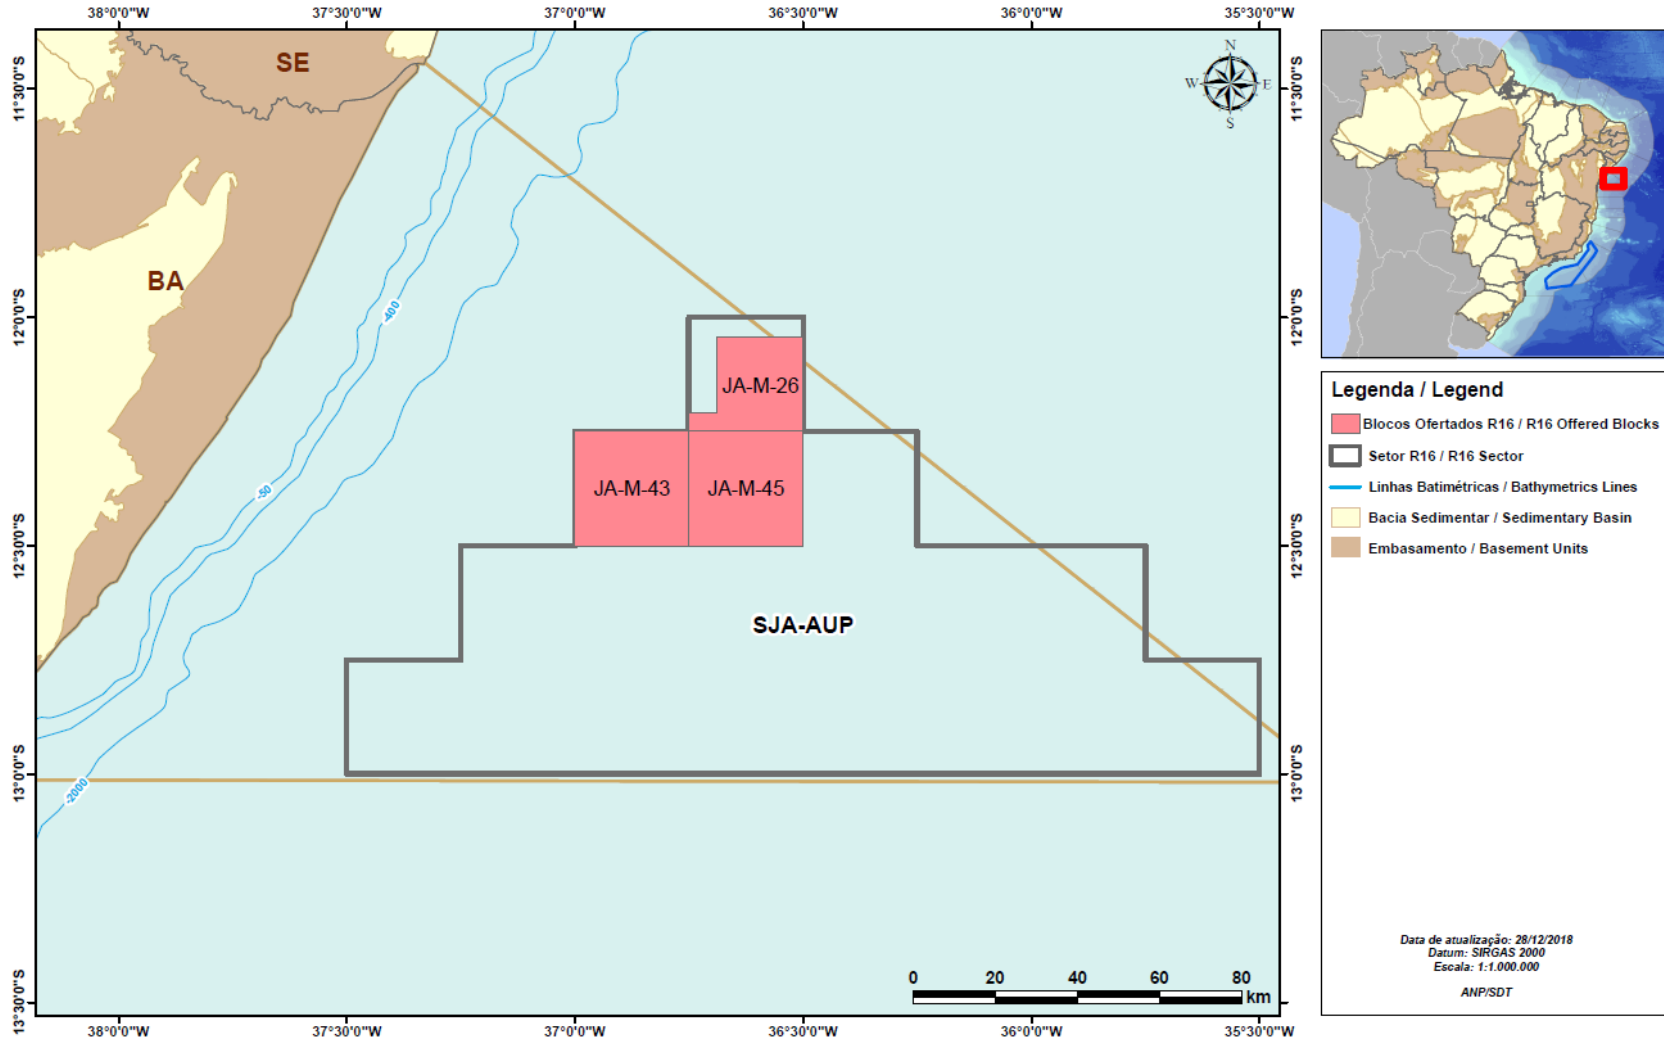 38°0'0"W 37°30'0"W 37°0'0"W 36°30'0"W 36°0'0"W 35°30'0"W
11°30'0"S
12°0'0"S
12°30'0"S
13°0'0"S
13°30'0"S
SE
BA
N
W E
S
-400
-50
-2000
JA-M-26
JA-M-43 JA-M-45
SJA-AUP
0 20 40 60 80
km
11°30'0"S
12°0'0"S
12°30'0"S
13°0'0"S
13°30'0"S
38°0'0"W 37°30'0"W 37°0'0"W 36°30'0"W 36°0'0"W 35°30'0"W
Legenda / Legend
Blocos Ofertados R16 / R16 Offered Blocks
Setor R16 / R16 Sector
Linhas Batimétricas / Bathymetrics Lines
Bacia Sedimentar / Sedimentary Basin
Embasamento / Basement Units
Data de atualização: 28/12/2018
Datum: SIRGAS 2000
Escala: 1:1.000.000
ANP/SDT